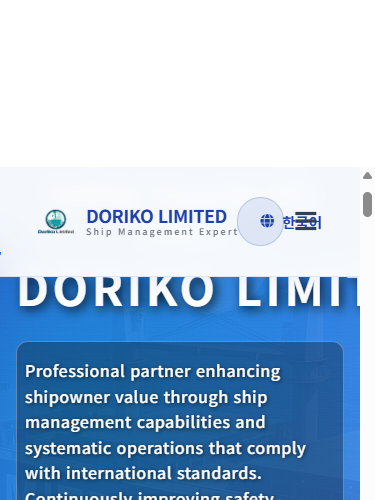 DORIKO LIMITED
Ship Management Expert
한국어
Doriko Limited
DORIKO LIMIT
Professional partner enhancing
shipowner value through ship
management capabilities and
systematic operations that comply
with international standards.
Continuously improving safety